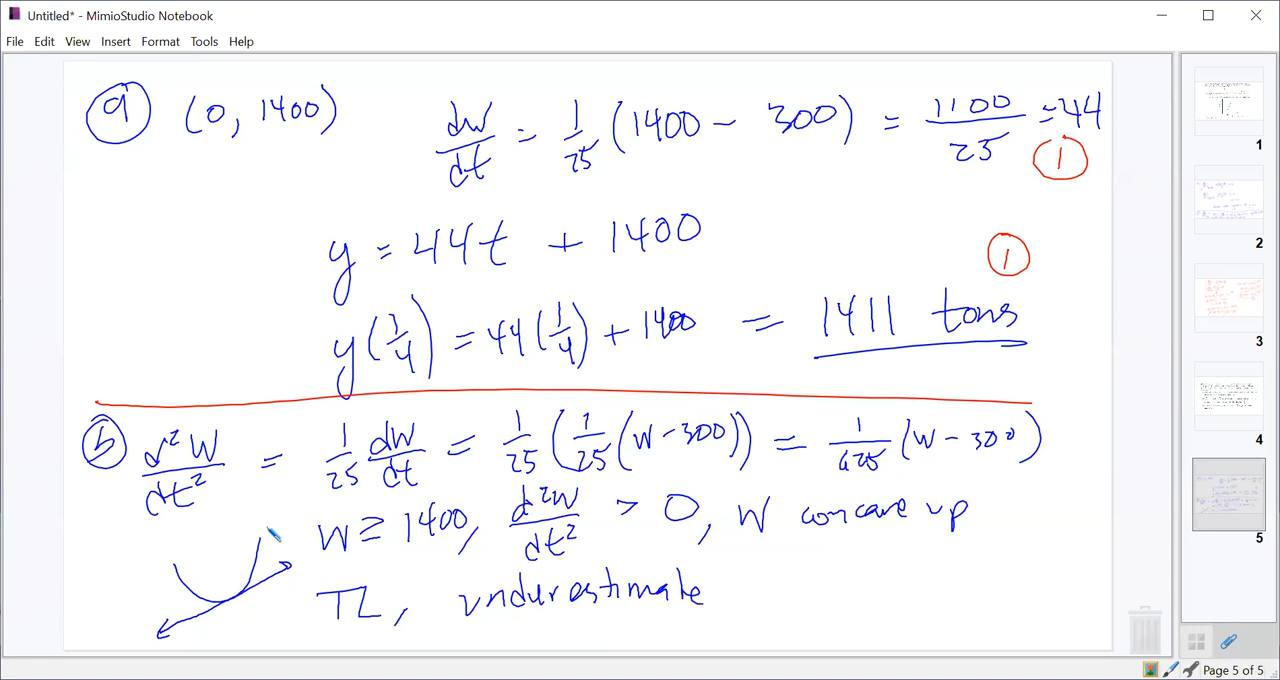 Untitled* - MimioStudio Notebook
File Edit View Insert Format Tools Help
a (0, 1400) dW/dt = 1/25 (1400 - 300) = 1100/25 = 44
1
y = 44t + 1400
1
y(1/4) = 44(1/4) + 1400 = 1411 tons
b d²W/dt² = 1/25 dW/dt = 1/25 (1/25 (W - 300)) = 1/625 (W - 300)
W ≥ 1400, d²W/dt² > 0, W concave up
TL, underestimate
1
2
3
4
5
Page 5 of 5